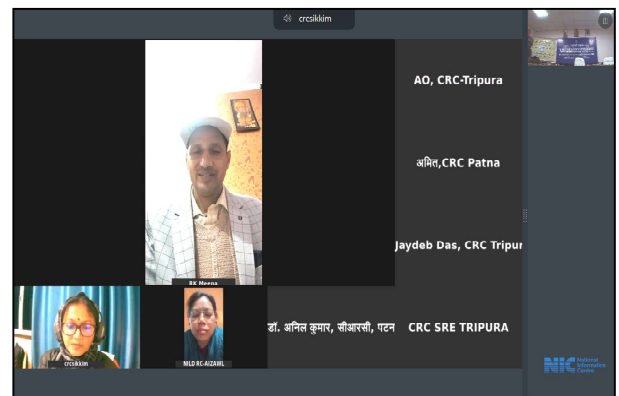 crcsikkim
AO, CRC-Tripura
अमित,CRC Patna
Jaydeb Das, CRC Tripur
RK Meena
crcsikkim
NILD RC-AIZAWL
डॉ. अनिल कुमार, सीआरसी, पटन
CRC SRE TRIPURA
NIC National
Informatics
Centre